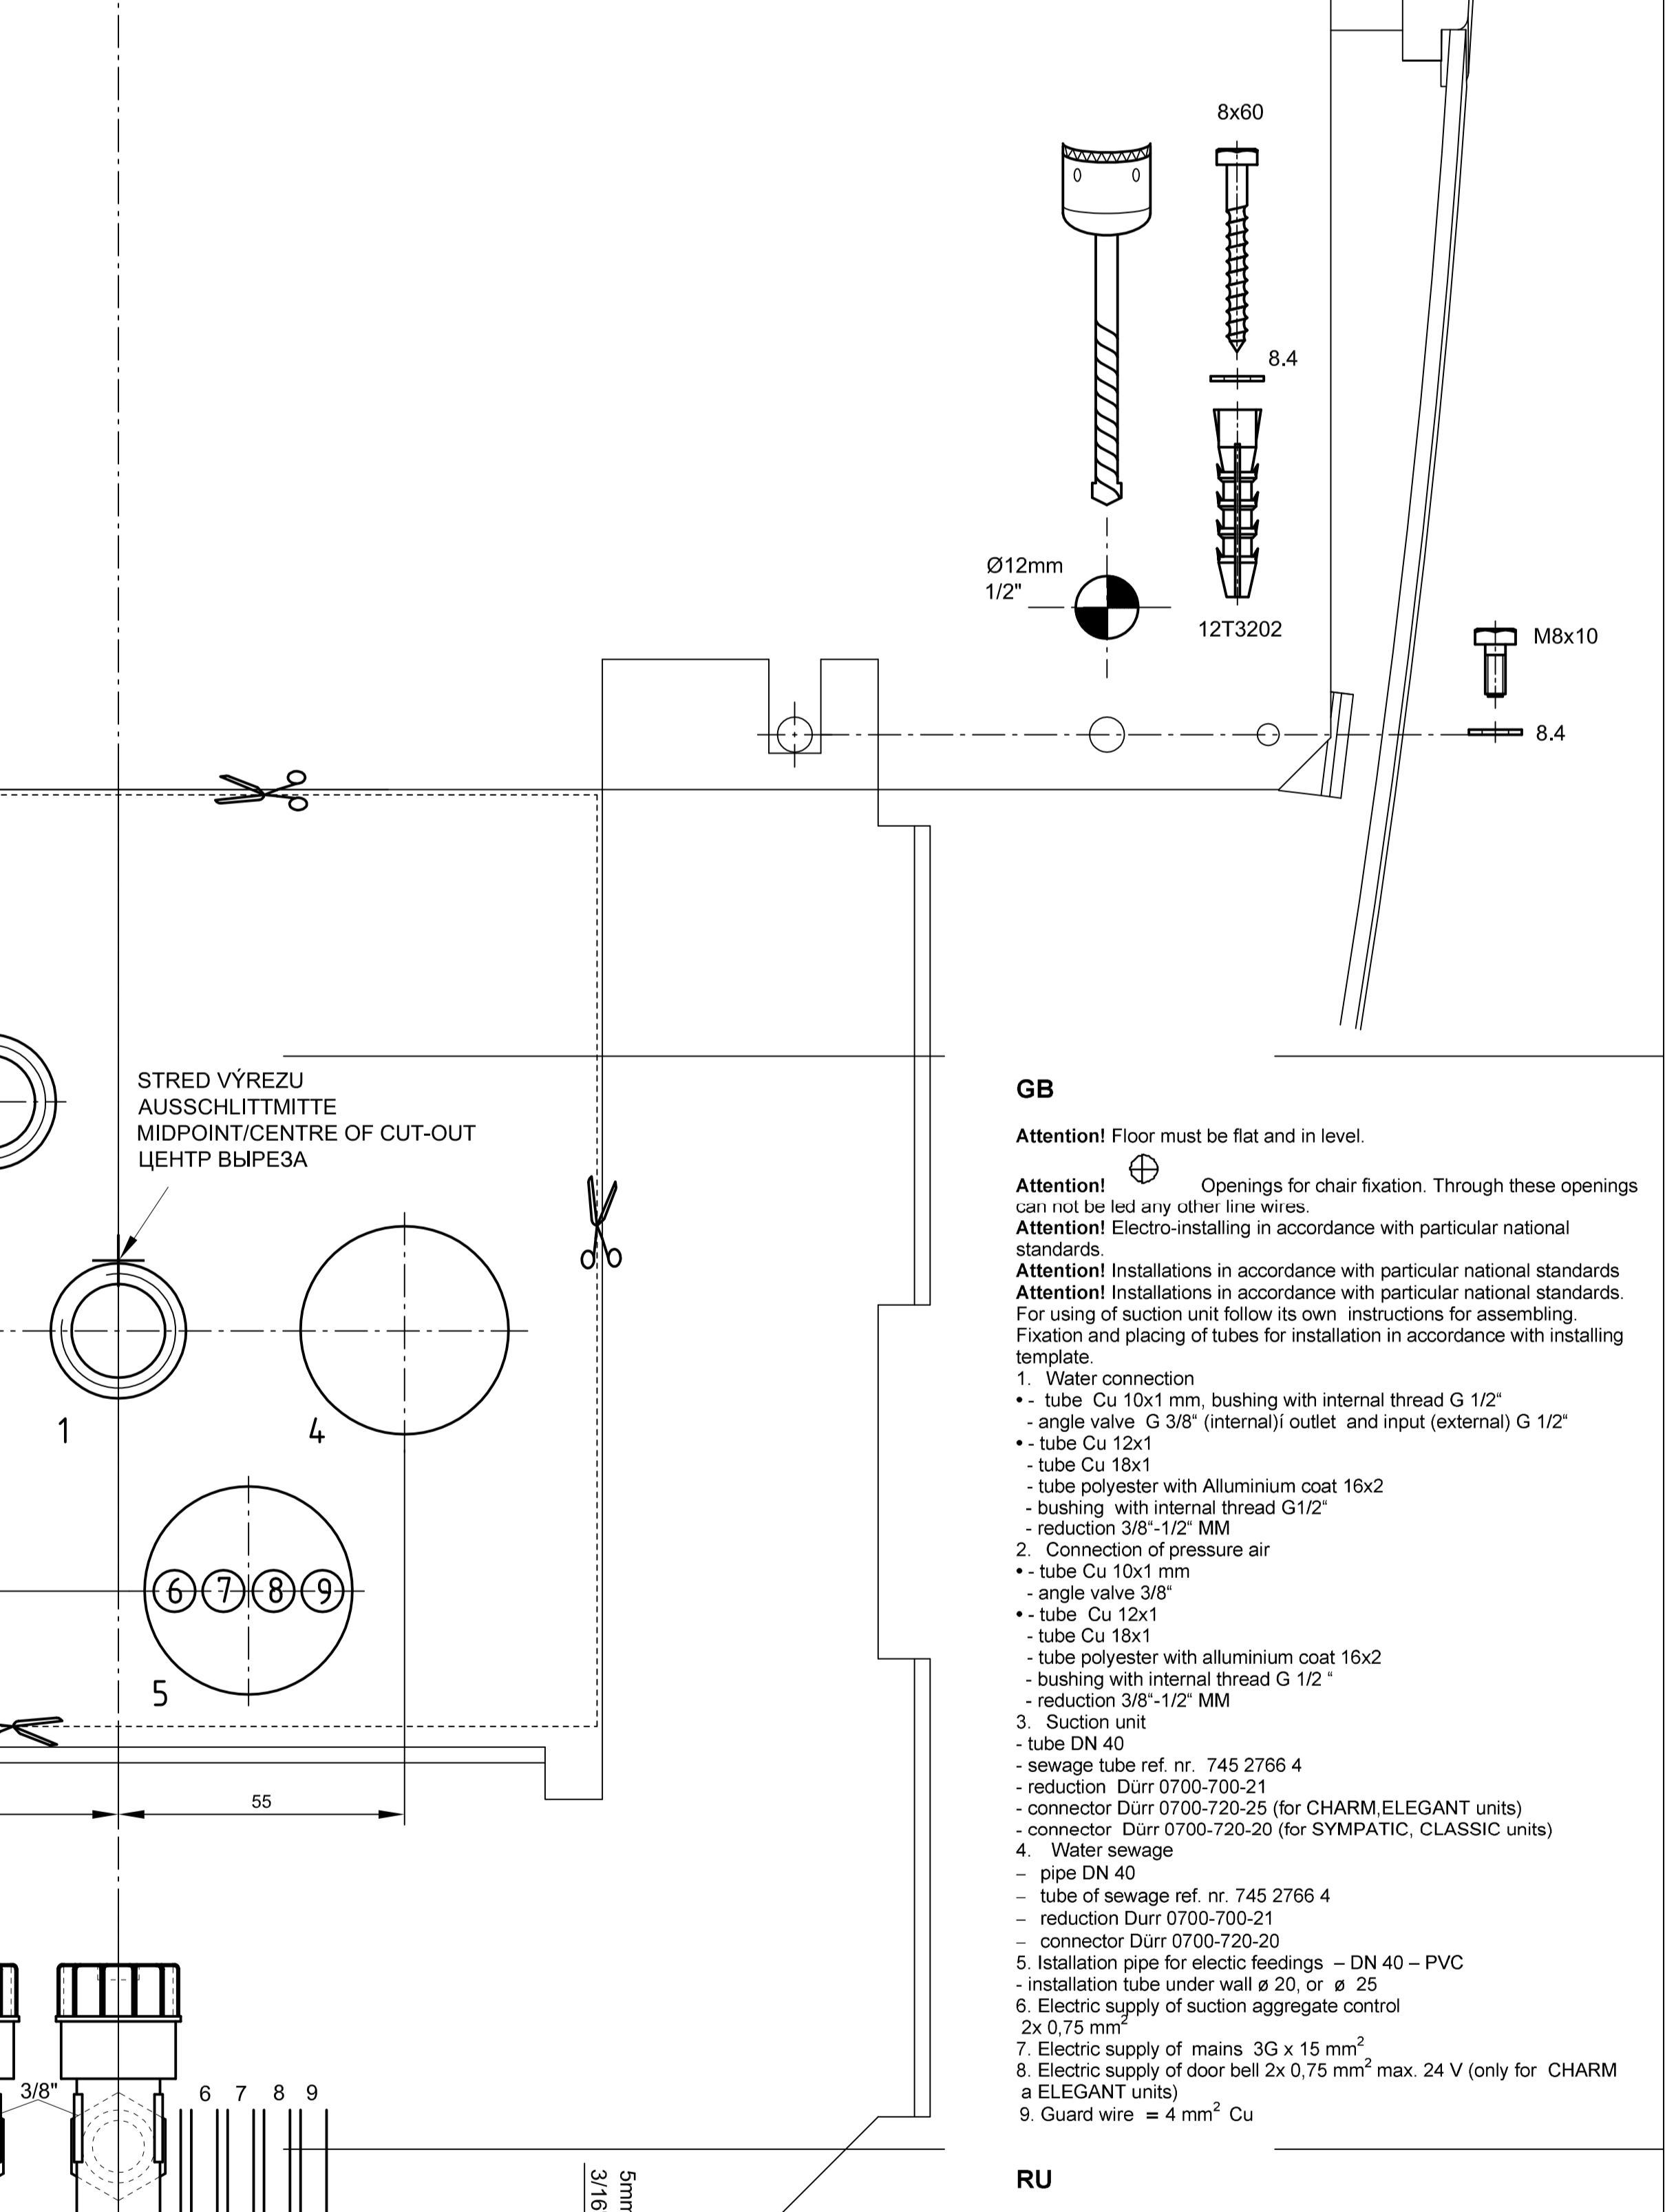 8x60
8.4
Ø12mm
1/2"
12T3202
M8x10
8.4
STRED VÝREZU
AUSSCHLITTMITTE
MIDPOINT/CENTRE OF CUT-OUT
ЦЕНТР ВЫРЕЗА
1
4
6 7 8 9
5
55
3/8"
6 7 8 9
5mm
3/16
GB
Attention! Floor must be flat and in level.
Attention! Openings for chair fixation. Through these openings
can not be led any other line wires.
Attention! Electro-installing in accordance with particular national
standards.
Attention! Installations in accordance with particular national standards
Attention! Installations in accordance with particular national standards.
For using of suction unit follow its own instructions for assembling.
Fixation and placing of tubes for installation in accordance with installing
template.
1. Water connection
• - tube Cu 10x1 mm, bushing with internal thread G 1/2“
- angle valve G 3/8“ (internal)í outlet and input (external) G 1/2“
• - tube Cu 12x1
- tube Cu 18x1
- tube polyester with Alluminium coat 16x2
- bushing with internal thread G1/2“
- reduction 3/8“-1/2“ MM
2. Connection of pressure air
• - tube Cu 10x1 mm
- angle valve 3/8“
• - tube Cu 12x1
- tube Cu 18x1
- tube polyester with alluminium coat 16x2
- bushing with internal thread G 1/2 “
- reduction 3/8“-1/2“ MM
3. Suction unit
- tube DN 40
- sewage tube ref. nr. 745 2766 4
- reduction Dürr 0700-700-21
- connector Dürr 0700-720-25 (for CHARM,ELEGANT units)
- connector Dürr 0700-720-20 (for SYMPATIC, CLASSIC units)
4. Water sewage
– pipe DN 40
– tube of sewage ref. nr. 745 2766 4
– reduction Durr 0700-700-21
– connector Dürr 0700-720-20
5. Istallation pipe for electic feedings – DN 40 – PVC
- installation tube under wall ø 20, or ø 25
6. Electric supply of suction aggregate control
2x 0,75 mm²
7. Electric supply of mains 3G x 15 mm²
8. Electric supply of door bell 2x 0,75 mm² max. 24 V (only for CHARM
a ELEGANT units)
9. Guard wire = 4 mm² Cu
RU